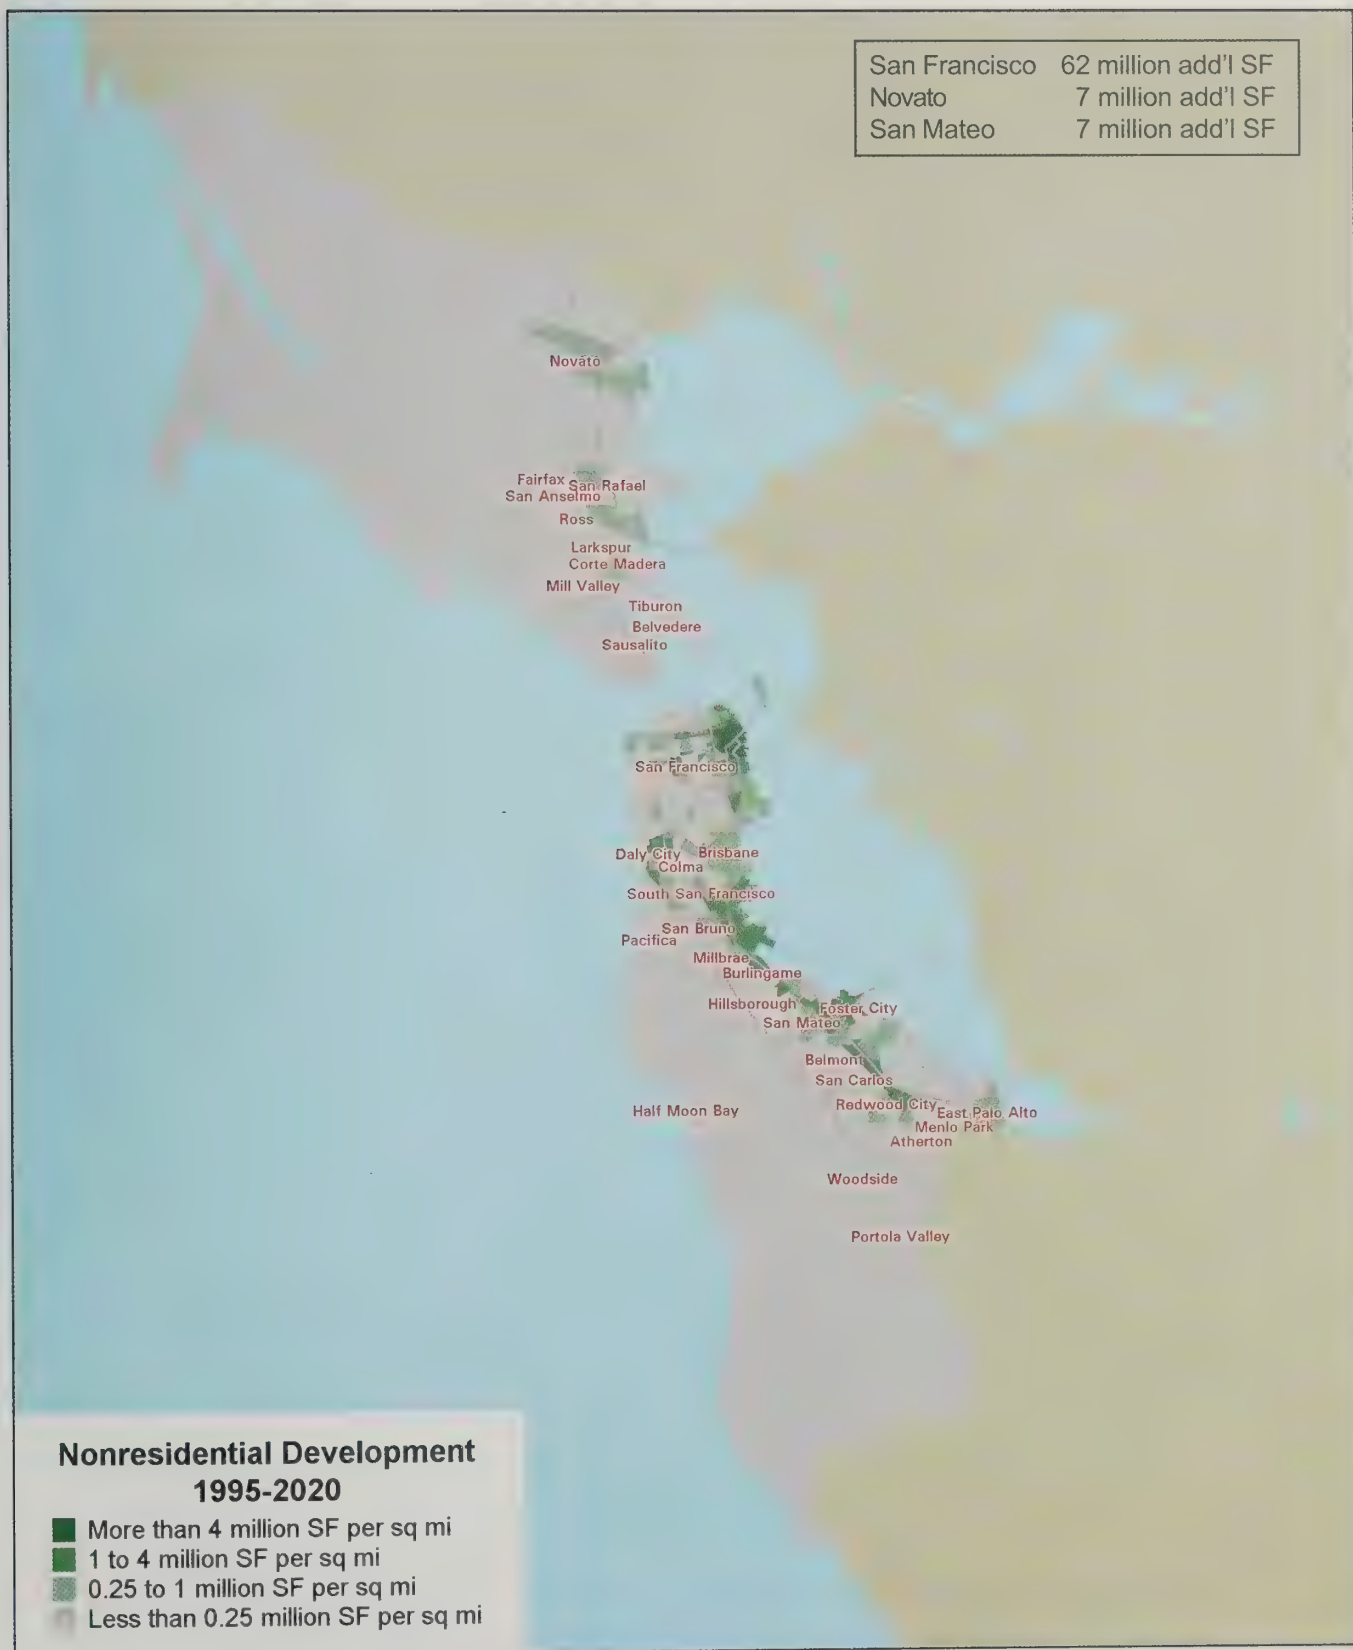 San Francisco 62 million add'l SF
Novato 7 million add'l SF
San Mateo 7 million add'l SF
Novato
Fairfax
San Rafael
San Anselmo
Ross
Larkspur
Corte Madera
Mill Valley
Tiburon
Belvedere
Sausalito
San Francisco
Daly City
Brisbane
Colma
South San Francisco
San Bruno
Pacifica
Millbrae
Burlingame
Hillsborough
Foster City
San Mateo
Belmont
San Carlos
Redwood City
East Palo Alto
Half Moon Bay
Menlo Park
Atherton
Woodside
Portola Valley
Nonresidential Development
1995-2020
More than 4 million SF per sq mi
1 to 4 million SF per sq mi
0.25 to 1 million SF per sq mi
Less than 0.25 million SF per sq mi